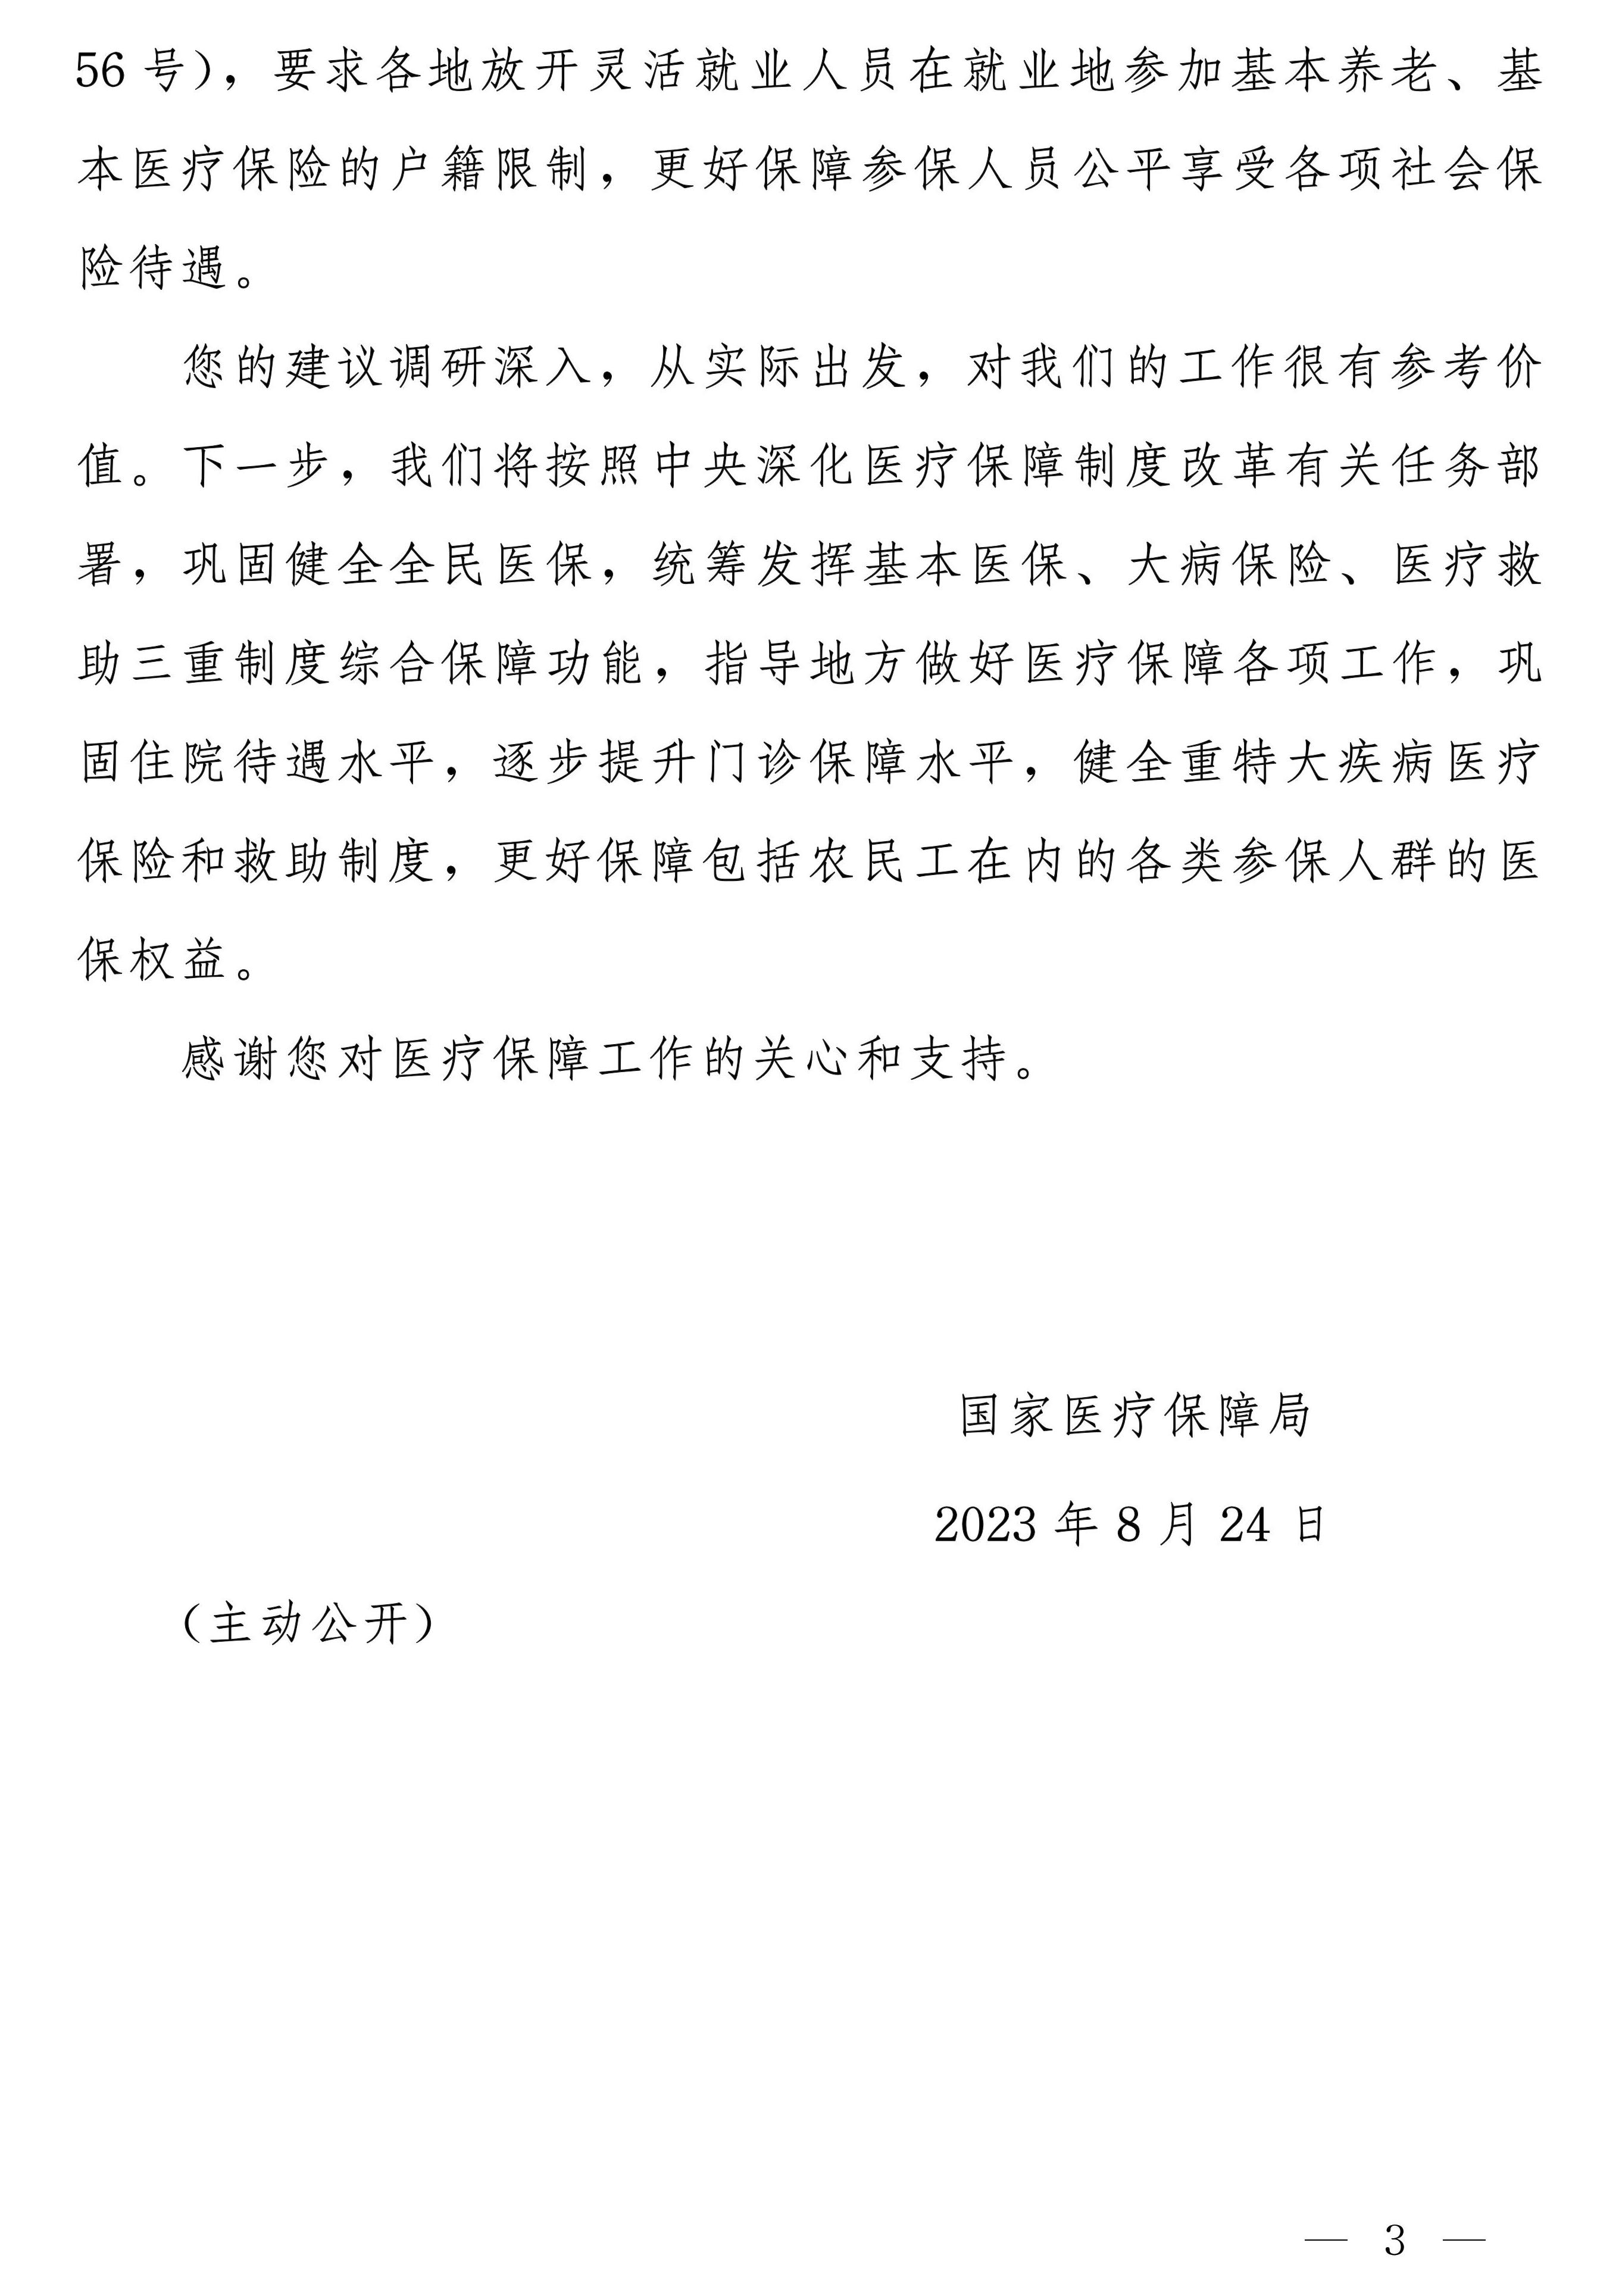 56 号），要求各地放开灵活就业人员在就业地参加基本养老、基
本医疗保险的户籍限制，更好保障参保人员公平享受各项社会保
险待遇。
您的建议调研深入，从实际出发，对我们的工作很有参考价
值。下一步，我们将按照中央深化医疗保障制度改革有关任务部
署，巩固健全全民医保，统筹发挥基本医保、大病保险、医疗救
助三重制度综合保障功能，指导地方做好医疗保障各项工作，巩
固住院待遇水平，逐步提升门诊保障水平，健全重特大疾病医疗
保险和救助制度，更好保障包括农民工在内的各类参保人群的医
保权益。
感谢您对医疗保障工作的关心和支持。
国家医疗保障局
2023 年 8 月 24 日
（主动公开）
— 3 —